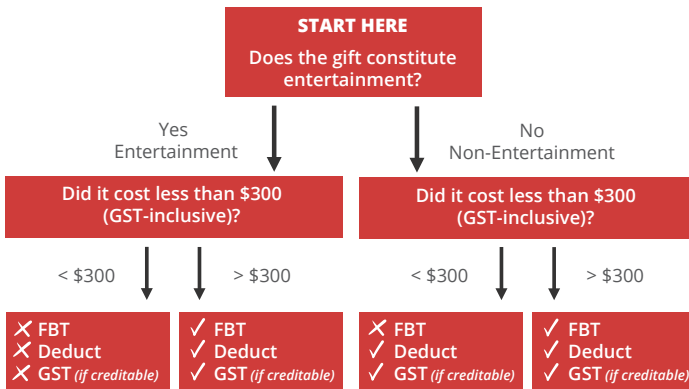 START HERE
Does the gift constitute
entertainment?
Yes
Entertainment
No
Non-Entertainment
Did it cost less than $300
(GST-inclusive)?
Did it cost less than $300
(GST-inclusive)?
< $300
> $300
< $300
> $300
✗ FBT
✗ Deduct
✗ GST (if creditable)
✓ FBT
✓ Deduct
✓ GST (if creditable)
✗ FBT
✓ Deduct
✓ GST (if creditable)
✓ FBT
✓ Deduct
✓ GST (if creditable)